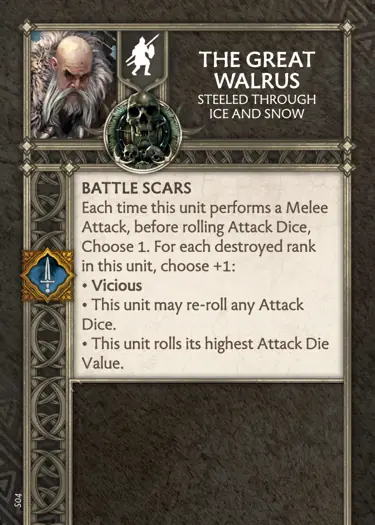 THE GREAT
WALRUS
STEELED THROUGH
ICE AND SNOW
BATTLE SCARS
Each time this unit performs a Melee
Attack, before rolling Attack Dice,
Choose 1. For each destroyed rank
in this unit, choose +1:
• Vicious
• This unit may re-roll any Attack
Dice.
• This unit rolls its highest Attack Die
Value.
S04